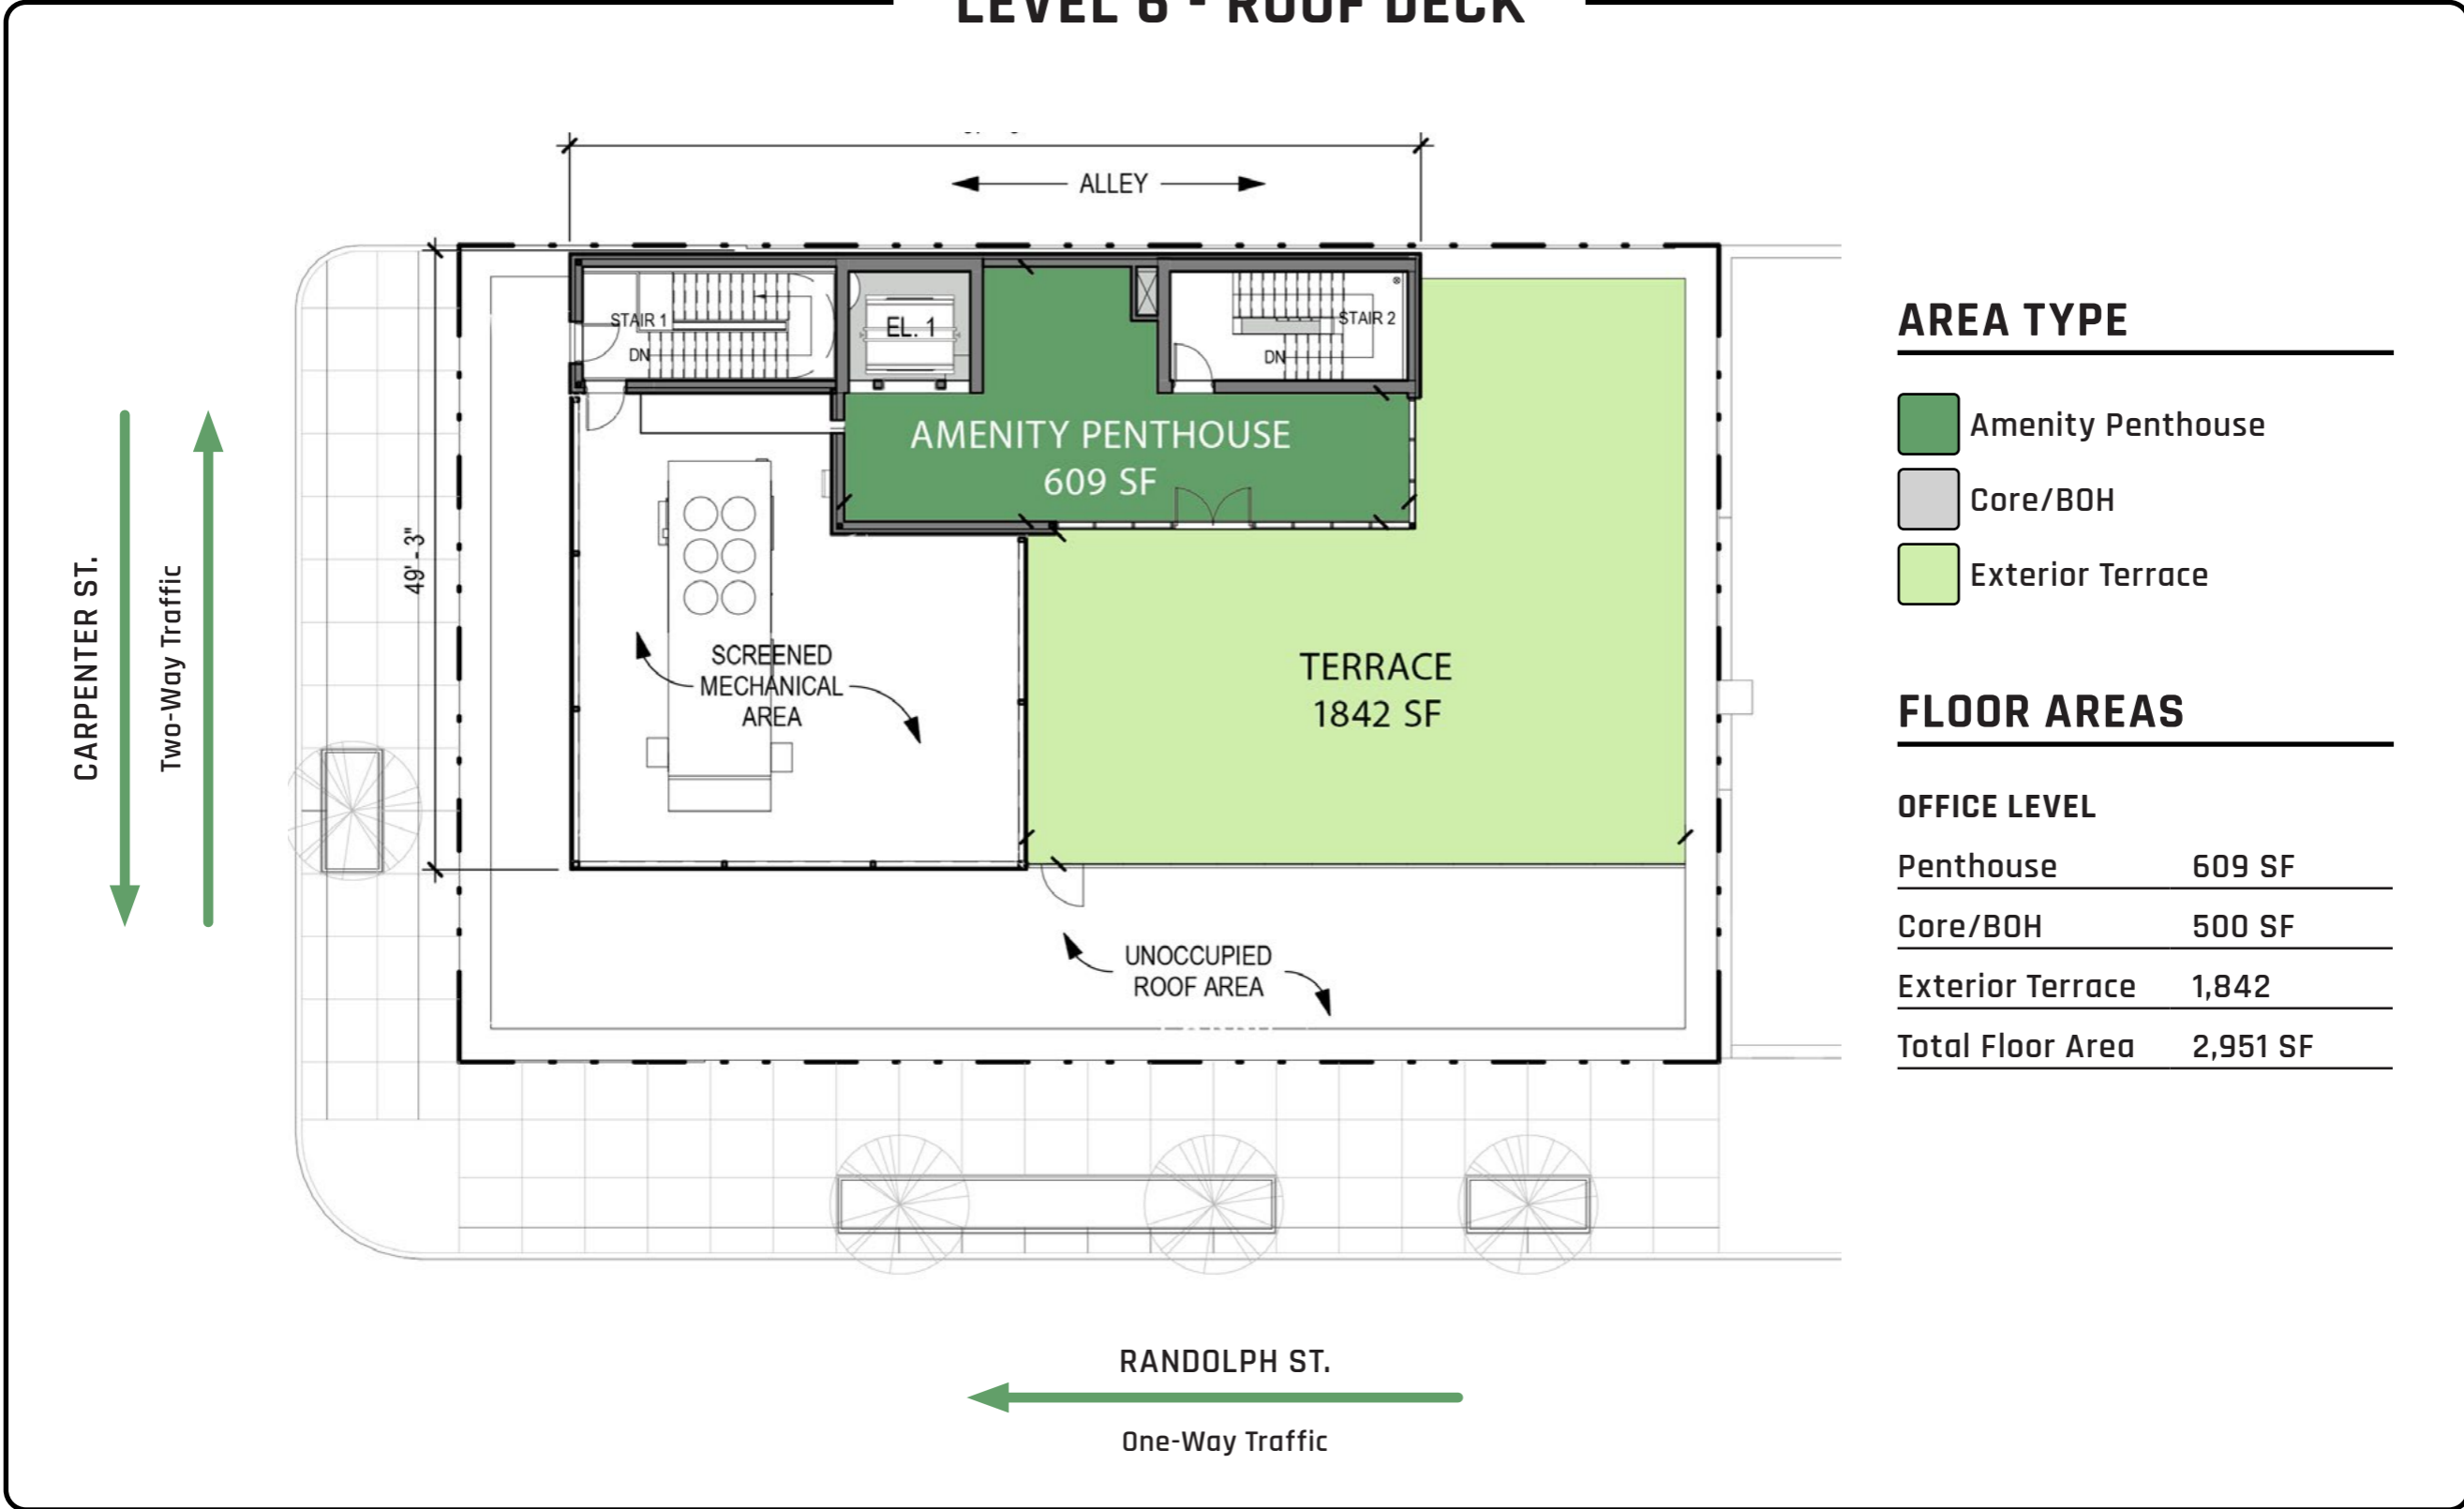 LEVEL 6 - ROOF DECK
ALLEY
STAIR 1
DN
EL. 1
STAIR 2
DN
AMENITY PENTHOUSE
609 SF
49' - 3"
CARPENTER ST.
Two-Way Traffic
SCREENED
MECHANICAL
AREA
TERRACE
1842 SF
UNOCCUPIED
ROOF AREA
RANDOLPH ST.
One-Way Traffic
AREA TYPE
Amenity Penthouse
Core/BOH
Exterior Terrace
FLOOR AREAS
OFFICE LEVEL
Penthouse 609 SF
Core/BOH 500 SF
Exterior Terrace 1,842
Total Floor Area 2,951 SF